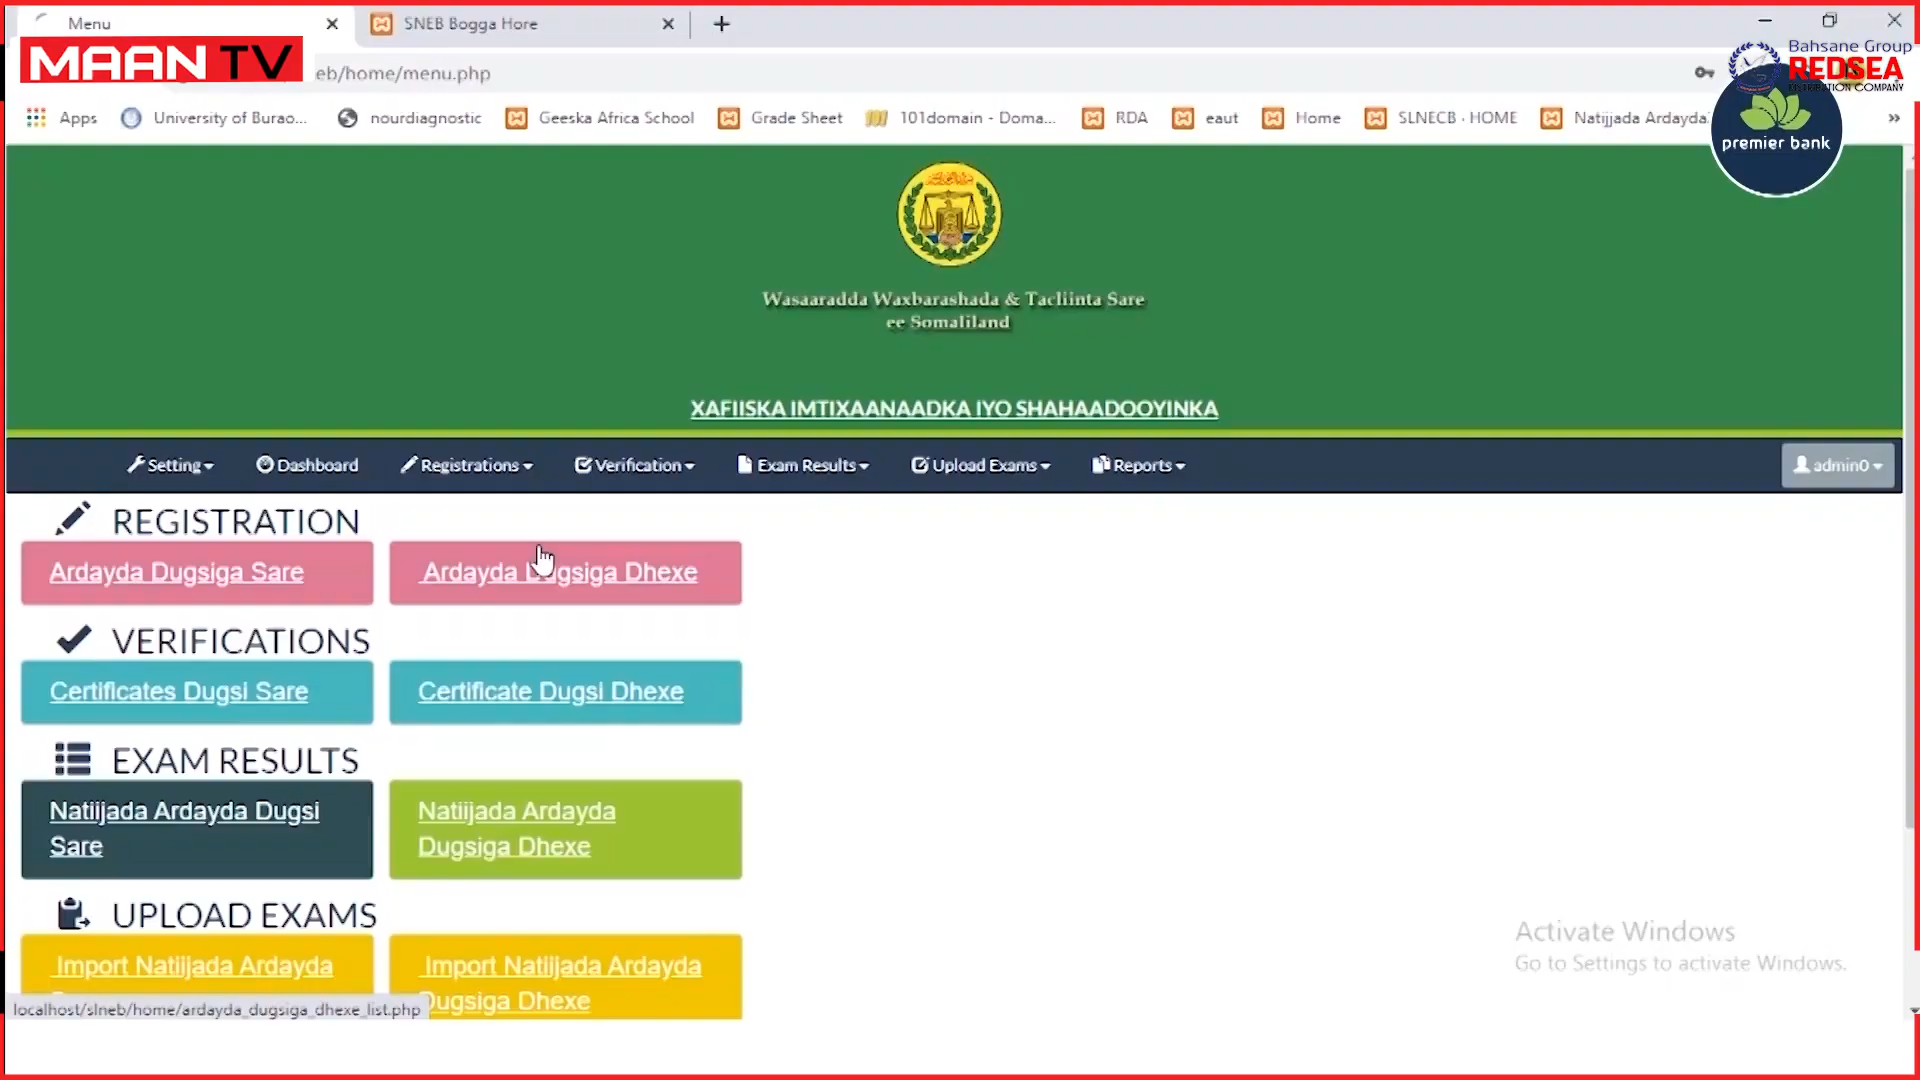 Menu
SNEB Bogga Hore
MAAN TV
eb/home/menu.php
Bahsane Group
REDSEA
DISTRIBUTION COMPANY
Apps
University of Burao...
nourdiagnostic
Geeska Africa School
Grade Sheet
101domain - Doma...
RDA
eaut
Home
SLNECB - HOME
Natijjada Ardayda
»
premier bank
Wasaaradda Waxbarashada & Tacliinta Sare
ee Somaliland
XAFIISKA IMTIXAANAADKA IYO SHAHAADOOYINKA
Setting
Dashboard
Registrations
Verification
Exam Results
Upload Exams
Reports
admin0
REGISTRATION
Ardayda Dugsiga Sare
Ardayda Dugsiga Dhexe
VERIFICATIONS
Certificates Dugsi Sare
Certificate Dugsi Dhexe
EXAM RESULTS
Natiijada Ardayda Dugsi
Sare
Natiijada Ardayda
Dugsiga Dhexe
UPLOAD EXAMS
Import Natiijada Ardayda
Import Natiijada Ardayda
Dugsiga Dhexe
Activate Windows
Go to Settings to activate Windows.
localhost/slneb/home/ardayda_dugsiga_dhexe_list.php